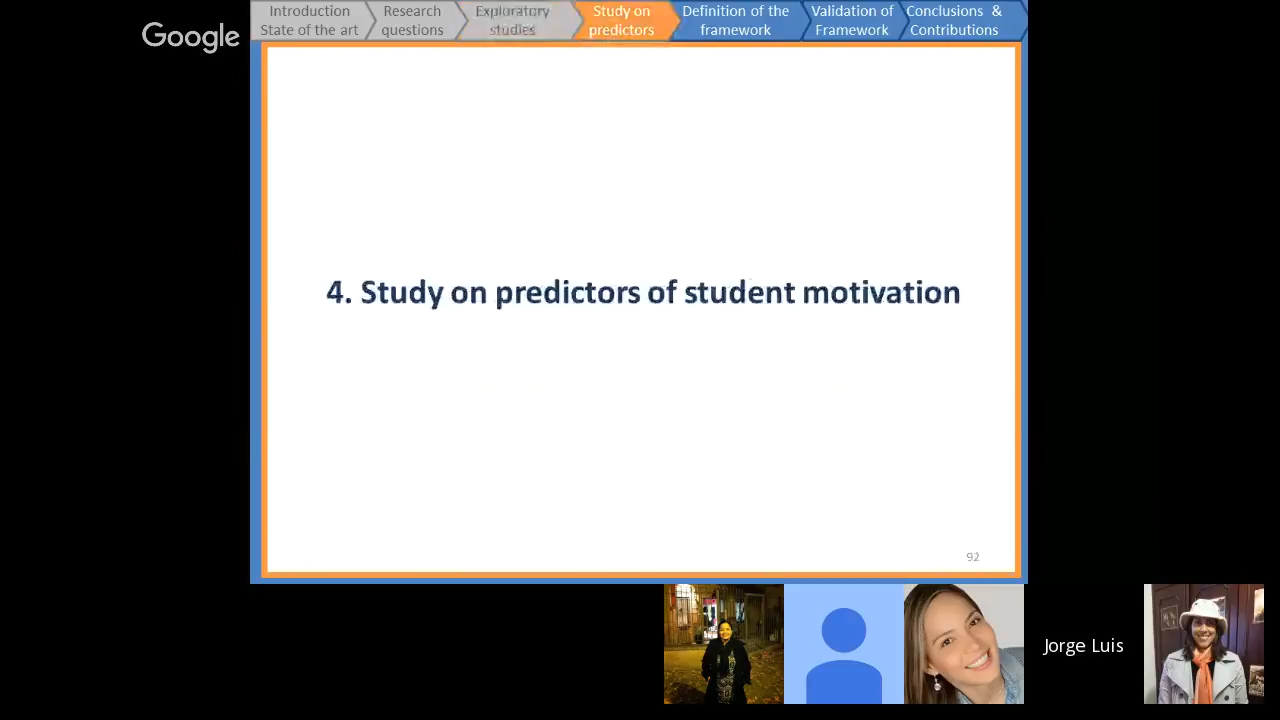 Google
Introduction
State of the art
Research
questions
Exploratory
studies
Study on
predictors
Definition of the
framework
Validation of
Framework
Conclusions &
Contributions
4. Study on predictors of student motivation
92
Jorge Luis